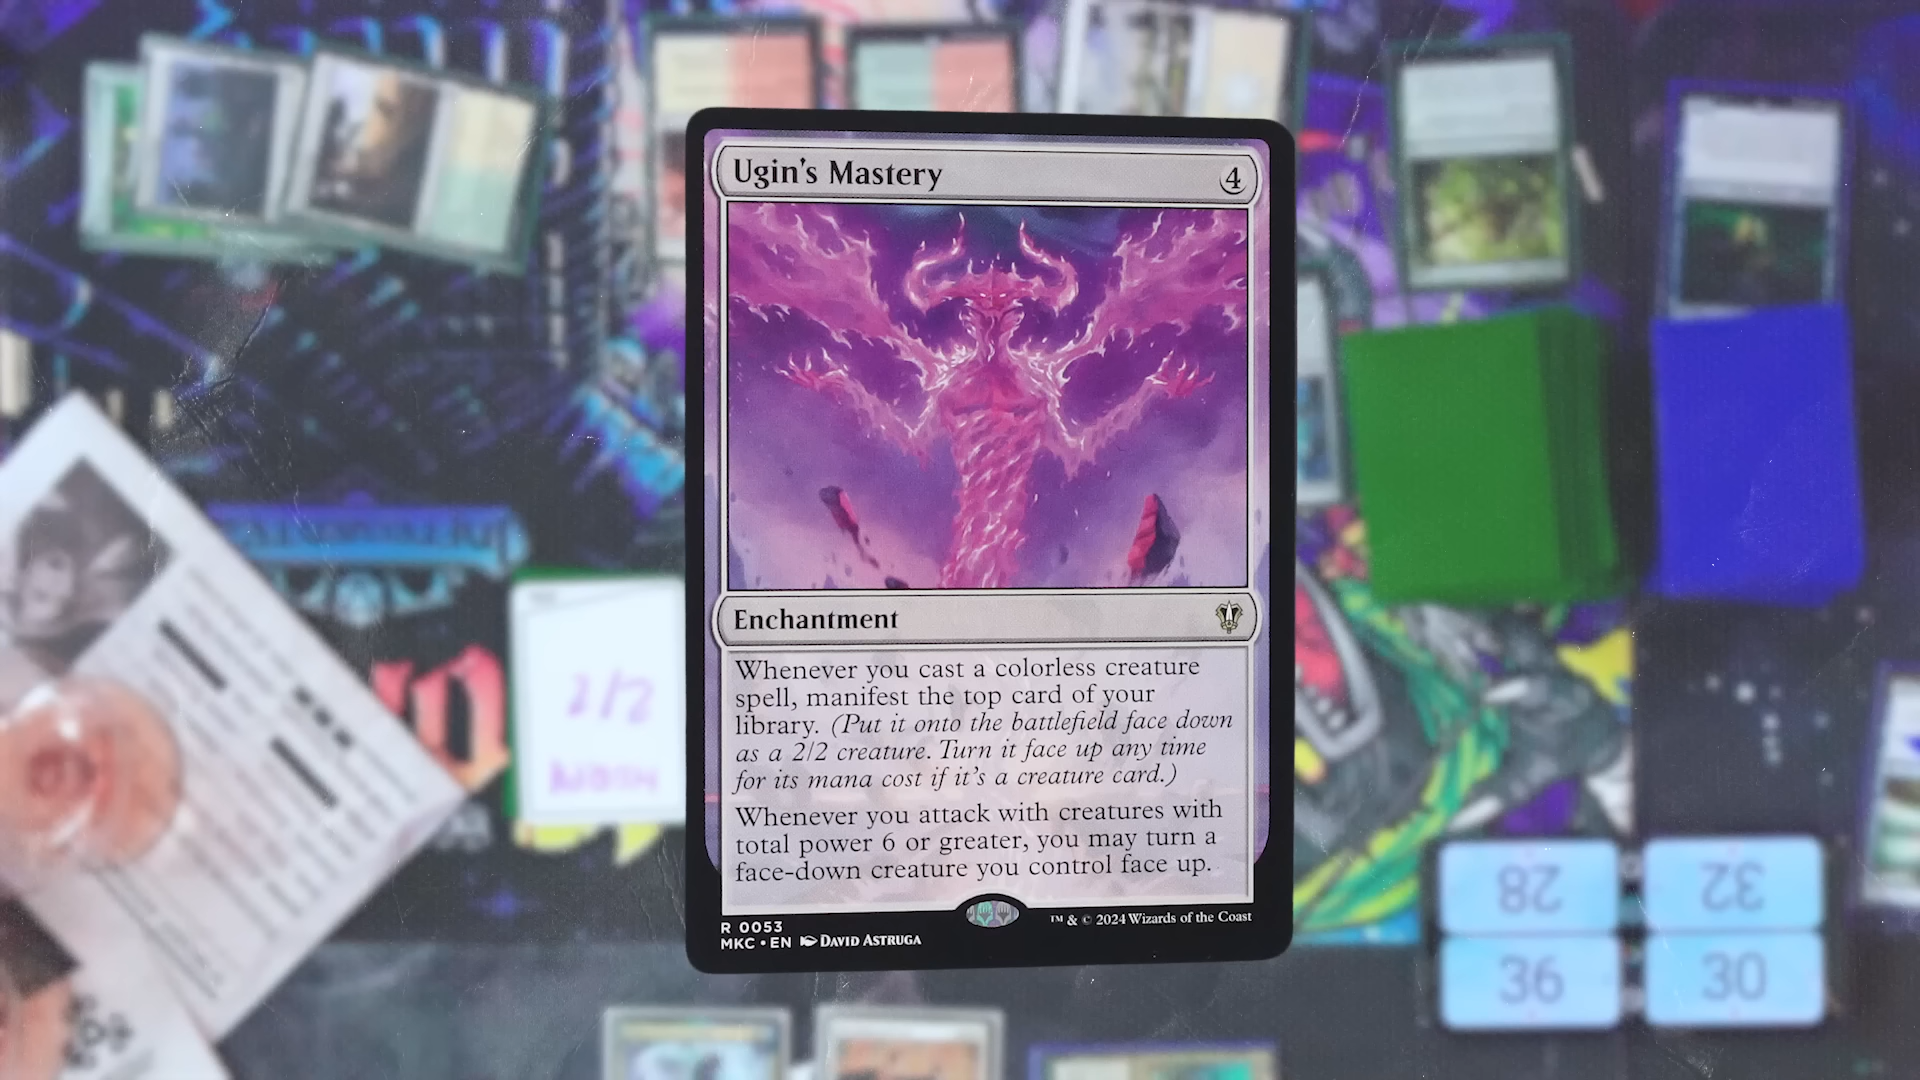 Ugin's Mastery 4
Enchantment
Whenever you cast a colorless creature
spell, manifest the top card of your
library. (Put it onto the battlefield face down
as a 2/2 creature. Turn it face up any time
for its mana cost if it's a creature card.)
Whenever you attack with creatures with
total power 6 or greater, you may turn a
face-down creature you control face up.
R 0053
MKC • EN DAVID ASTRUGA
™ & © 2024 Wizards of the Coast
2/2
28 32
36 30